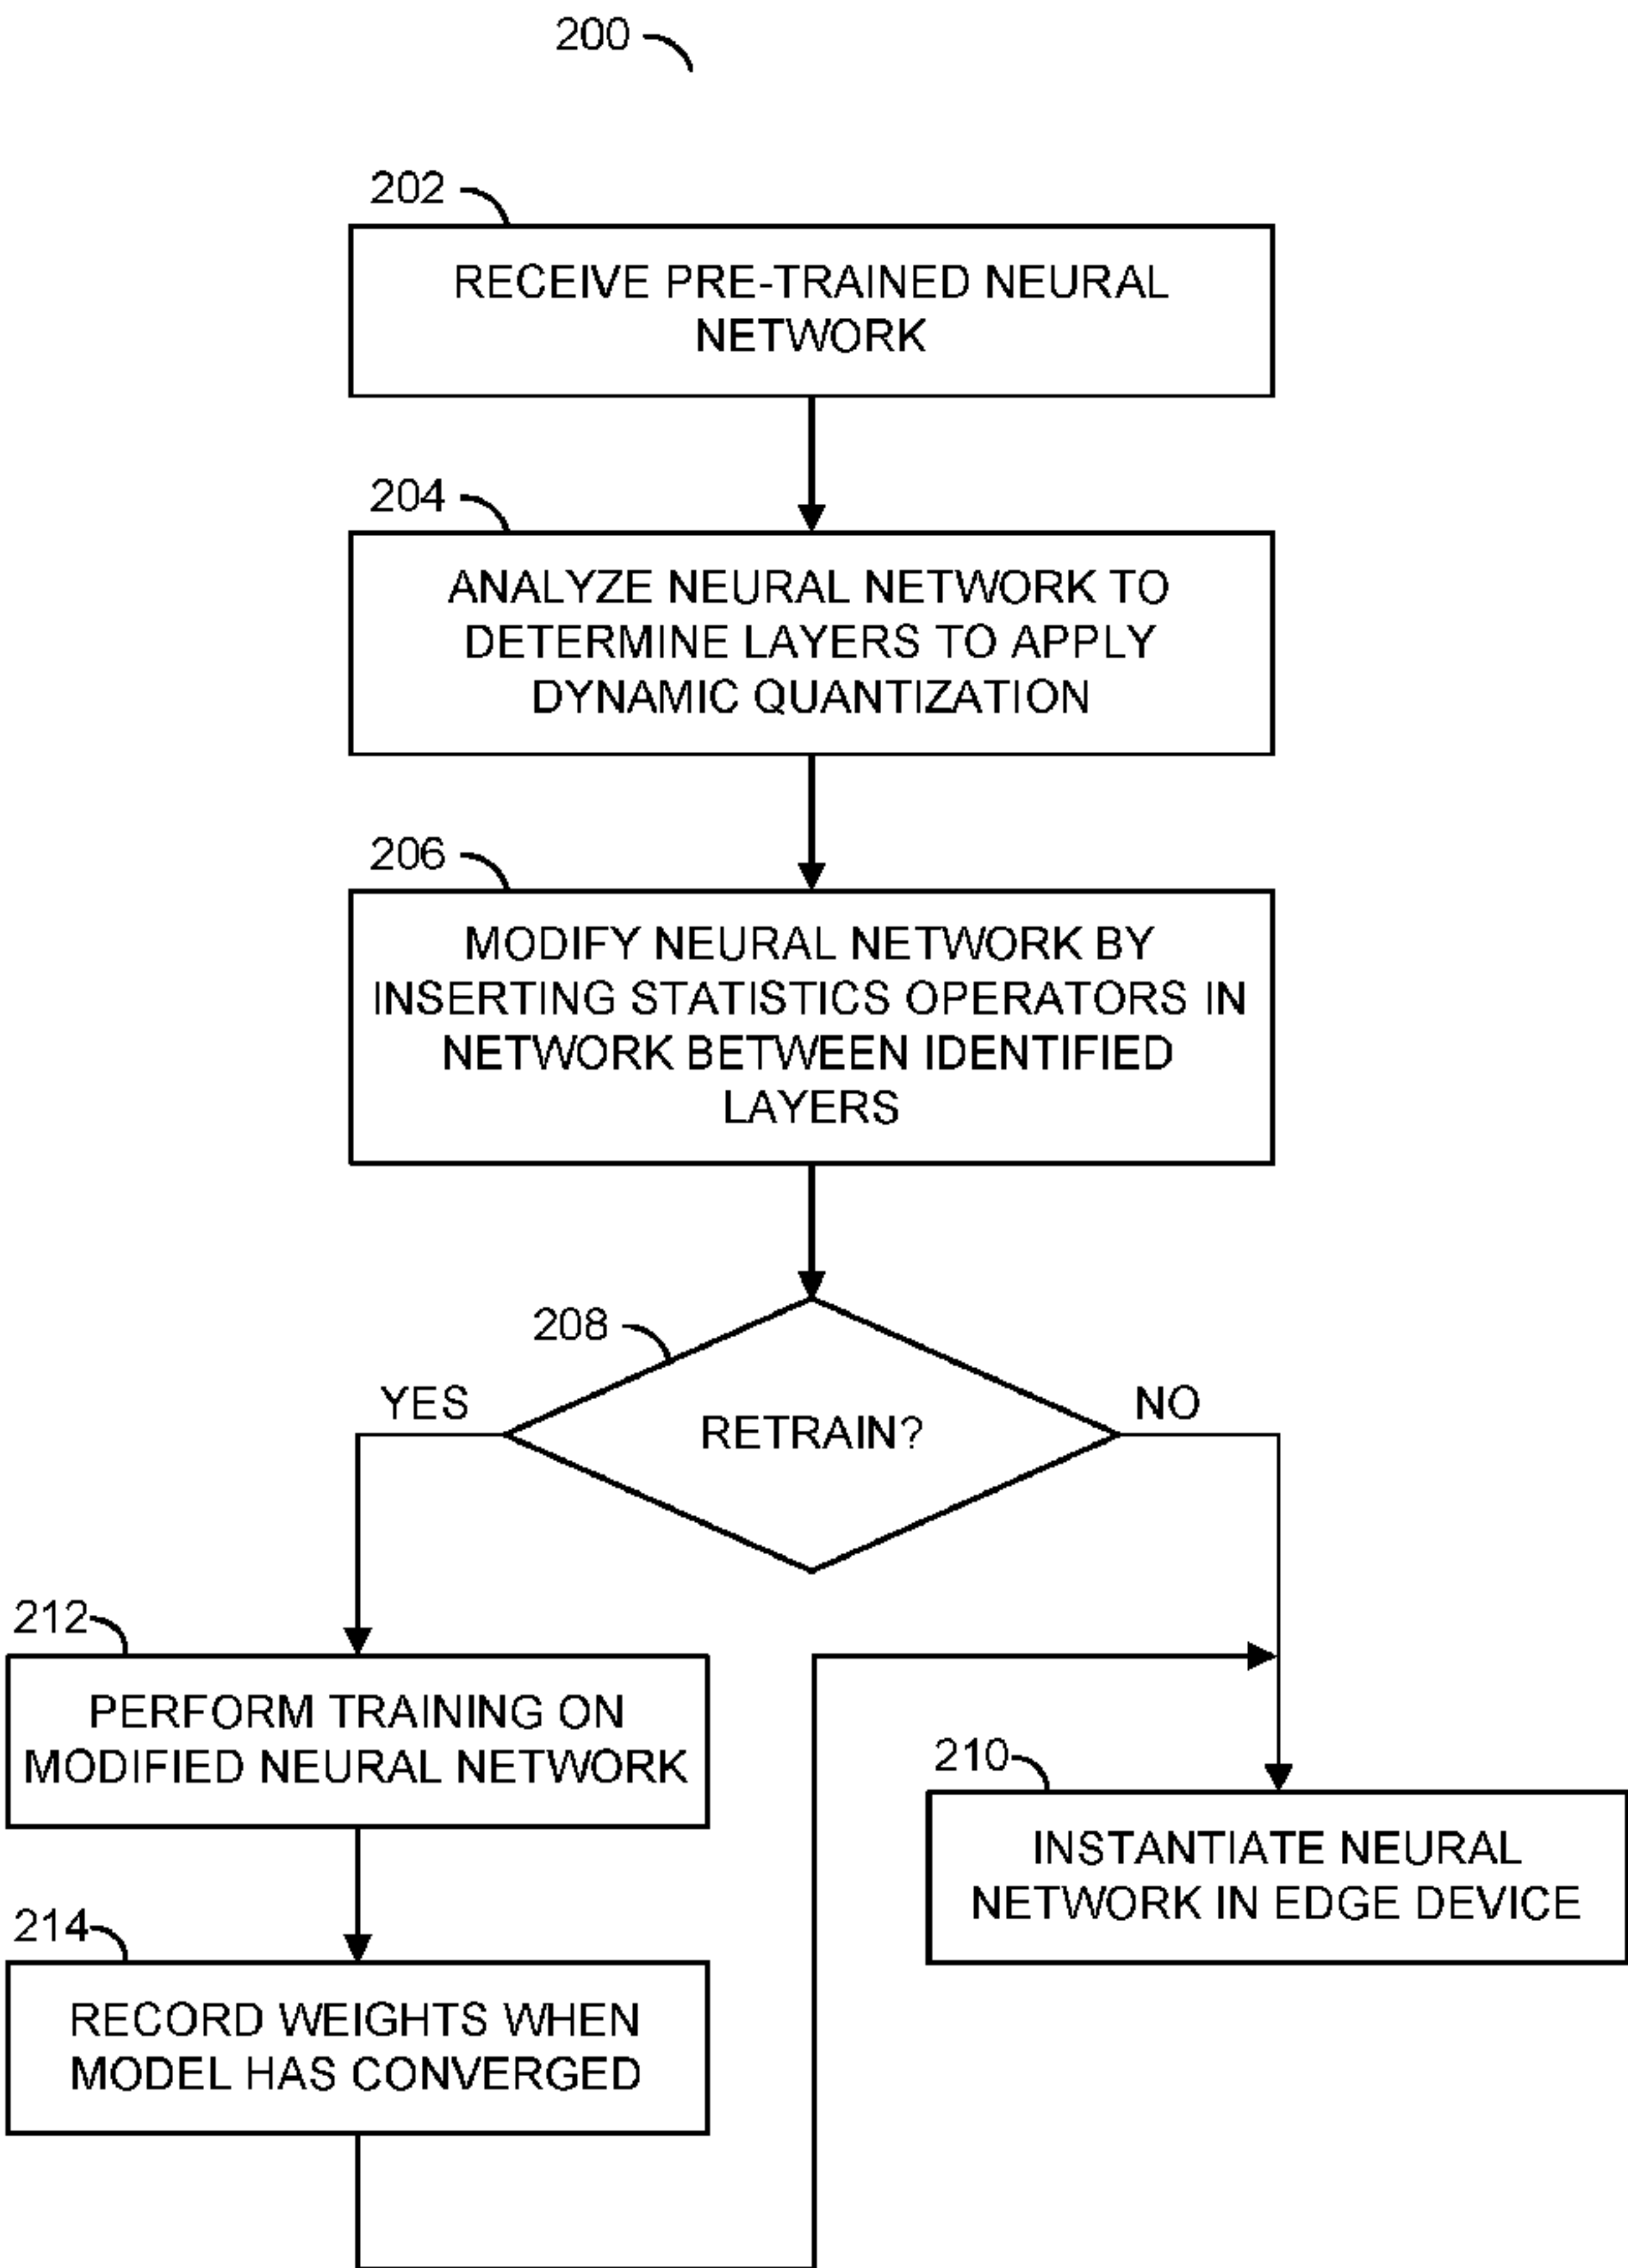 200
202
RECEIVE PRE-TRAINED NEURAL
NETWORK
204
ANALYZE NEURAL NETWORK TO
DETERMINE LAYERS TO APPLY
DYNAMIC QUANTIZATION
206
MODIFY NEURAL NETWORK BY
INSERTING STATISTICS OPERATORS IN
NETWORK BETWEEN IDENTIFIED
LAYERS
208
YES
RETRAIN?
NO
212
PERFORM TRAINING ON
MODIFIED NEURAL NETWORK
210
INSTANTIATE NEURAL
NETWORK IN EDGE DEVICE
214
RECORD WEIGHTS WHEN
MODEL HAS CONVERGED